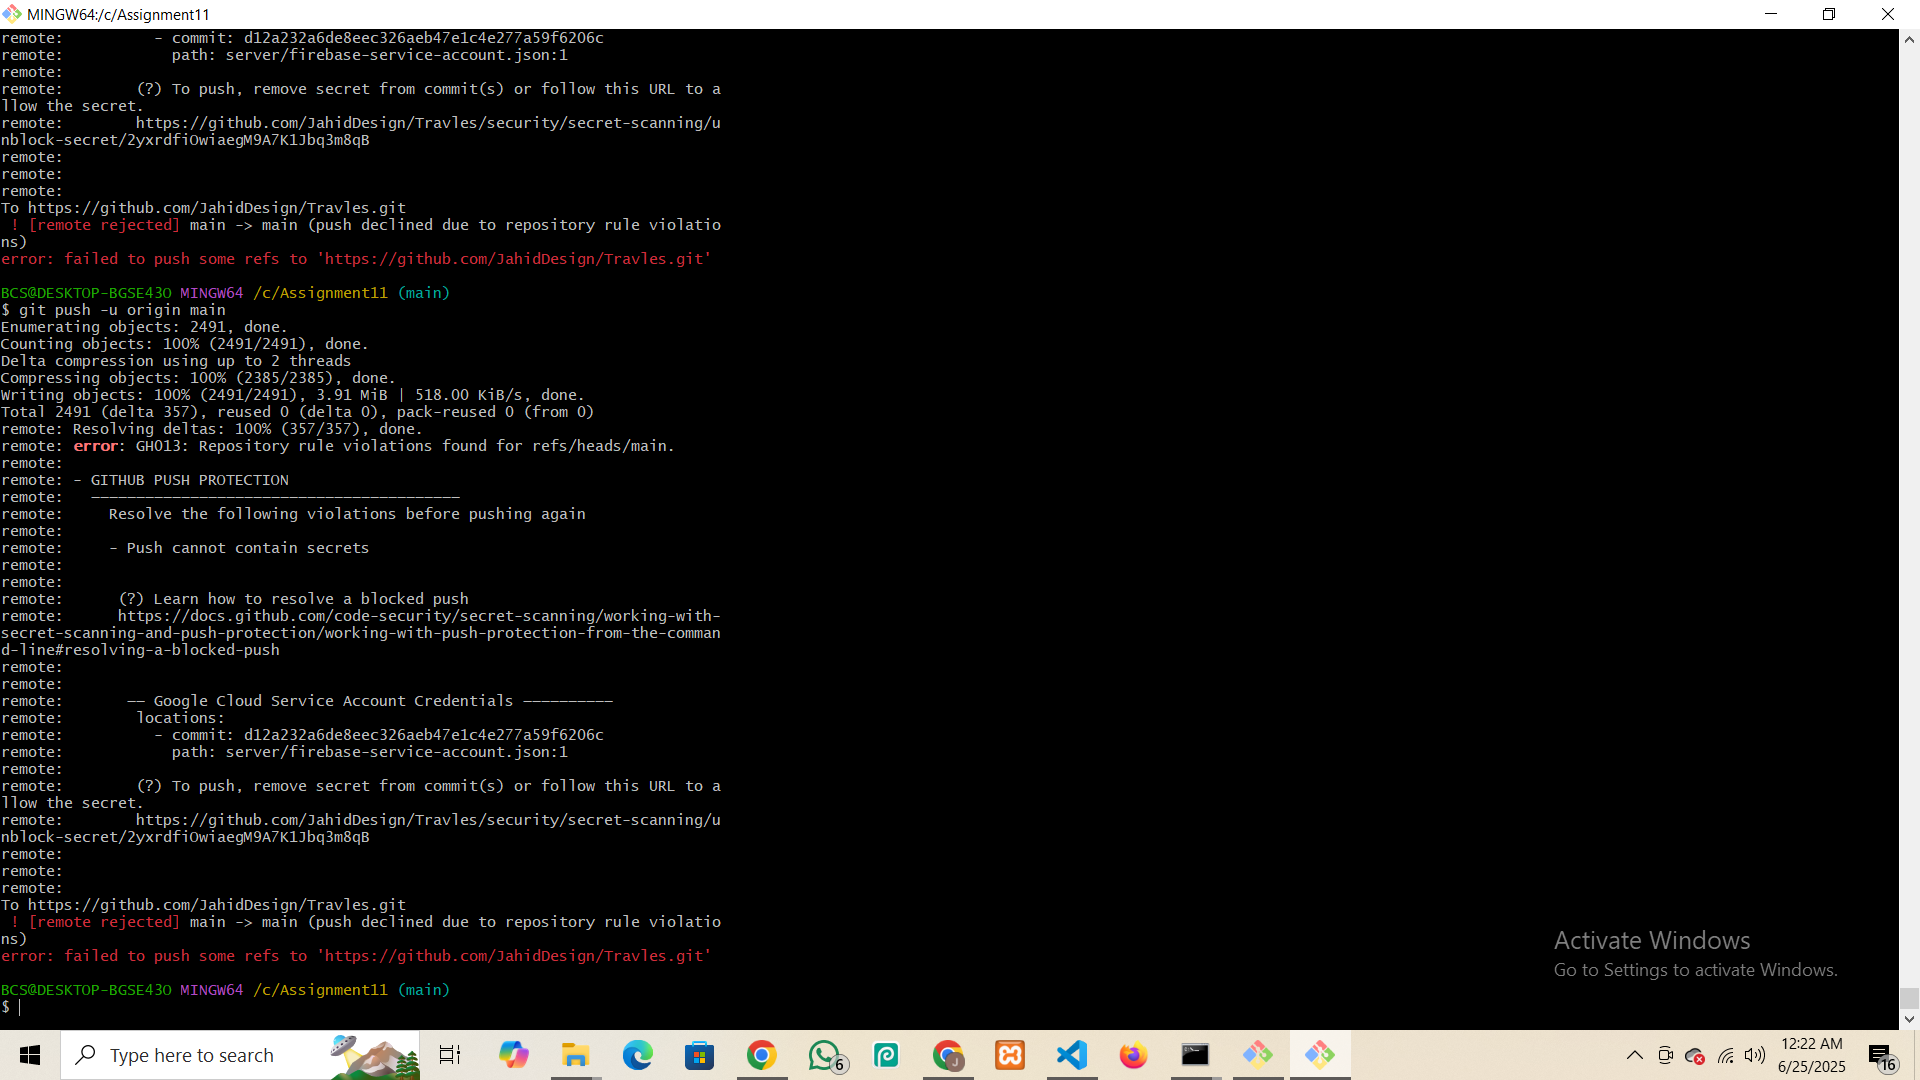 MINGW64:/c/Assignment11
remote:          - commit: d12a232a6de8eec326aeb47e1c4e277a59f6206c
remote:            path: server/firebase-service-account.json:1
remote:
remote:        (?) To push, remove secret from commit(s) or follow this URL to a
llow the secret.
remote:        https://github.com/JahidDesign/Travles/security/secret-scanning/u
nblock-secret/2yxrdfiOwiaegM9A7K1Jbq3m8qB
remote:
remote:
remote:
To https://github.com/JahidDesign/Travles.git
 ! [remote rejected] main -> main (push declined due to repository rule violatio
ns)
error: failed to push some refs to 'https://github.com/JahidDesign/Travles.git'
BCS@DESKTOP-BGSE43O MINGW64 /c/Assignment11 (main)
$ git push -u origin main
Enumerating objects: 2491, done.
Counting objects: 100% (2491/2491), done.
Delta compression using up to 2 threads
Compressing objects: 100% (2385/2385), done.
Writing objects: 100% (2491/2491), 3.91 MiB | 518.00 KiB/s, done.
Total 2491 (delta 357), reused 0 (delta 0), pack-reused 0 (from 0)
remote: Resolving deltas: 100% (357/357), done.
remote: error: GH013: Repository rule violations found for refs/heads/main.
remote:
remote: - GITHUB PUSH PROTECTION
remote:   —————————————————————————————————————————
remote:     Resolve the following violations before pushing again
remote:
remote:     - Push cannot contain secrets
remote:
remote:
remote:      (?) Learn how to resolve a blocked push
remote:      https://docs.github.com/code-security/secret-scanning/working-with-
secret-scanning-and-push-protection/working-with-push-protection-from-the-comman
d-line#resolving-a-blocked-push
remote:
remote:
remote:       —— Google Cloud Service Account Credentials ——————————
remote:        locations:
remote:          - commit: d12a232a6de8eec326aeb47e1c4e277a59f6206c
remote:            path: server/firebase-service-account.json:1
remote:
remote:        (?) To push, remove secret from commit(s) or follow this URL to a
llow the secret.
remote:        https://github.com/JahidDesign/Travles/security/secret-scanning/u
nblock-secret/2yxrdfiOwiaegM9A7K1Jbq3m8qB
remote:
remote:
remote:
To https://github.com/JahidDesign/Travles.git
 ! [remote rejected] main -> main (push declined due to repository rule violatio
ns)
error: failed to push some refs to 'https://github.com/JahidDesign/Travles.git'
BCS@DESKTOP-BGSE43O MINGW64 /c/Assignment11 (main)
$
Activate Windows
Go to Settings to activate Windows.
Type here to search
6
J
12:22 AM
6/25/2025
16